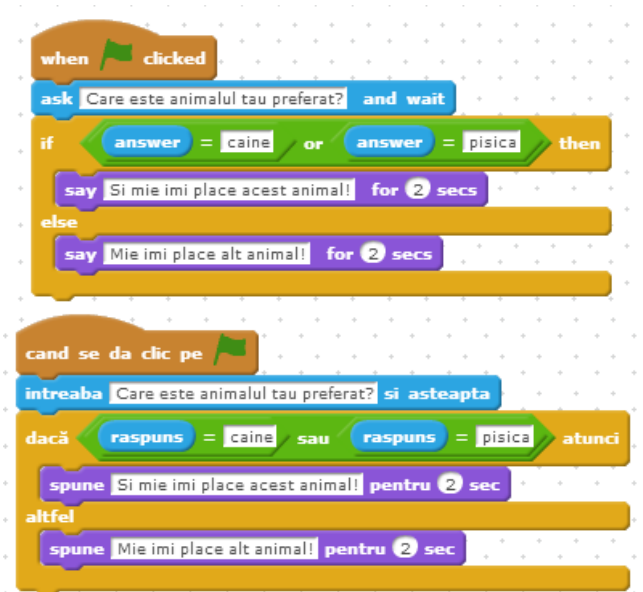 when clicked
ask Care este animalul tau preferat? and wait
if answer = caine or answer = pisica then
say Si mie imi place acest animal! for 2 secs
else
say Mie imi place alt animal! for 2 secs
cand se da clic pe
intreaba Care este animalul tau preferat? si asteapta
dacă raspuns = caine sau raspuns = pisica atunci
spune Si mie imi place acest animal! pentru 2 sec
altfel
spune Mie imi place alt animal! pentru 2 sec